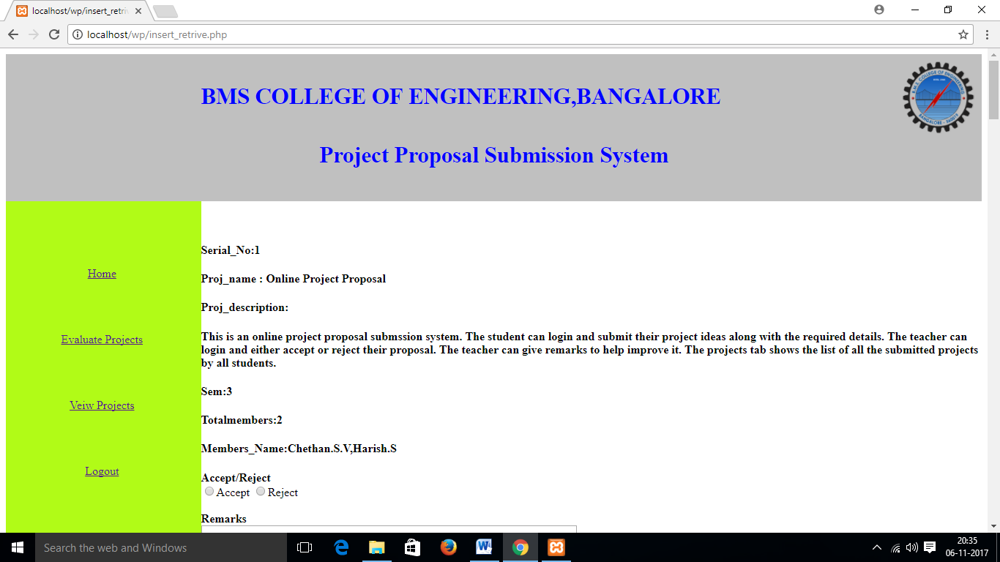 localhost/wp/insert_retri
localhost/wp/insert_retrive.php
BMS COLLEGE OF ENGINEERING,BANGALORE
Project Proposal Submission System
Home
Evaluate Projects
Veiw Projects
Logout
Serial_No:1
Proj_name : Online Project Proposal
Proj_description:
This is an online project proposal submssion system. The student can login and submit their project ideas along with the required details. The teacher can
login and either accept or reject their proposal. The teacher can give remarks to help improve it. The projects tab shows the list of all the submitted projects
by all students.
Sem:3
Totalmembers:2
Members_Name:Chethan.S.V,Harish.S
Accept/Reject
Accept Reject
Remarks
Search the web and Windows
20:35
06-11-2017